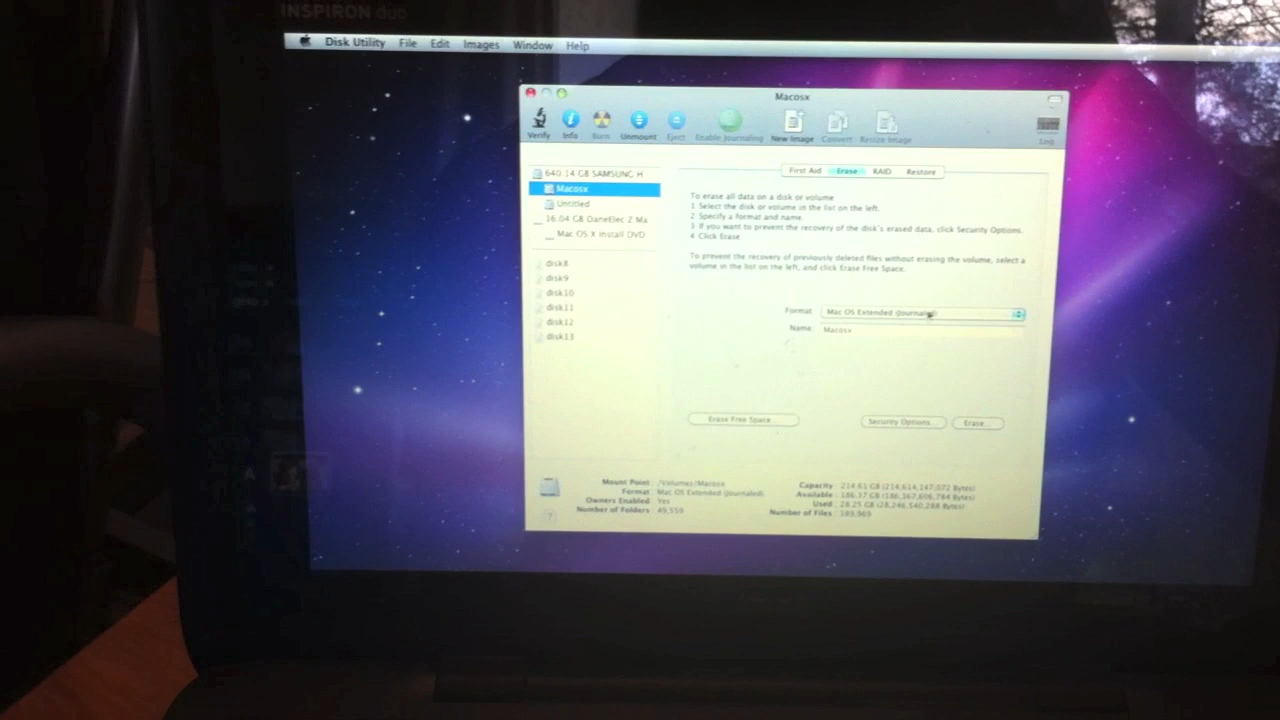 INSPIRON duo
Disk Utility File Edit Images Window Help
Macosx
Verify Info Burn Unmount Eject Enable Journaling New Image Convert Resize Image Log
640.14 GB SAMSUNG H
Macosx
Untitled
16.04 GB DaneElec Z Ma
Mac OS X Install DVD
disk8
disk9
disk10
disk11
disk12
disk13
First Aid Erase RAID Restore
To erase all data on a disk or volume
1 Select the disk or volume in the list on the left.
2 Specify a format and name
3 If you want to prevent the recovery of the disk's erased data, click Security Options.
4 Click Erase
To prevent the recovery of previously deleted files without erasing the volume, select a
volume in the list on the left, and click Erase Free Space.
Format: Mac OS Extended (Journaled)
Name: Macosx
Erase Free Space... Security Options... Erase...
Mount Point: /Volumes/Macosx
Format: Mac OS Extended (Journaled)
Owners Enabled: Yes
Number of Folders: 49,559
Capacity: 214.61 GB (214,614,147,072 Bytes)
Available: 186.37 GB (186,367,606,784 Bytes)
Used: 28.25 GB (28,246,540,288 Bytes)
Number of Files: